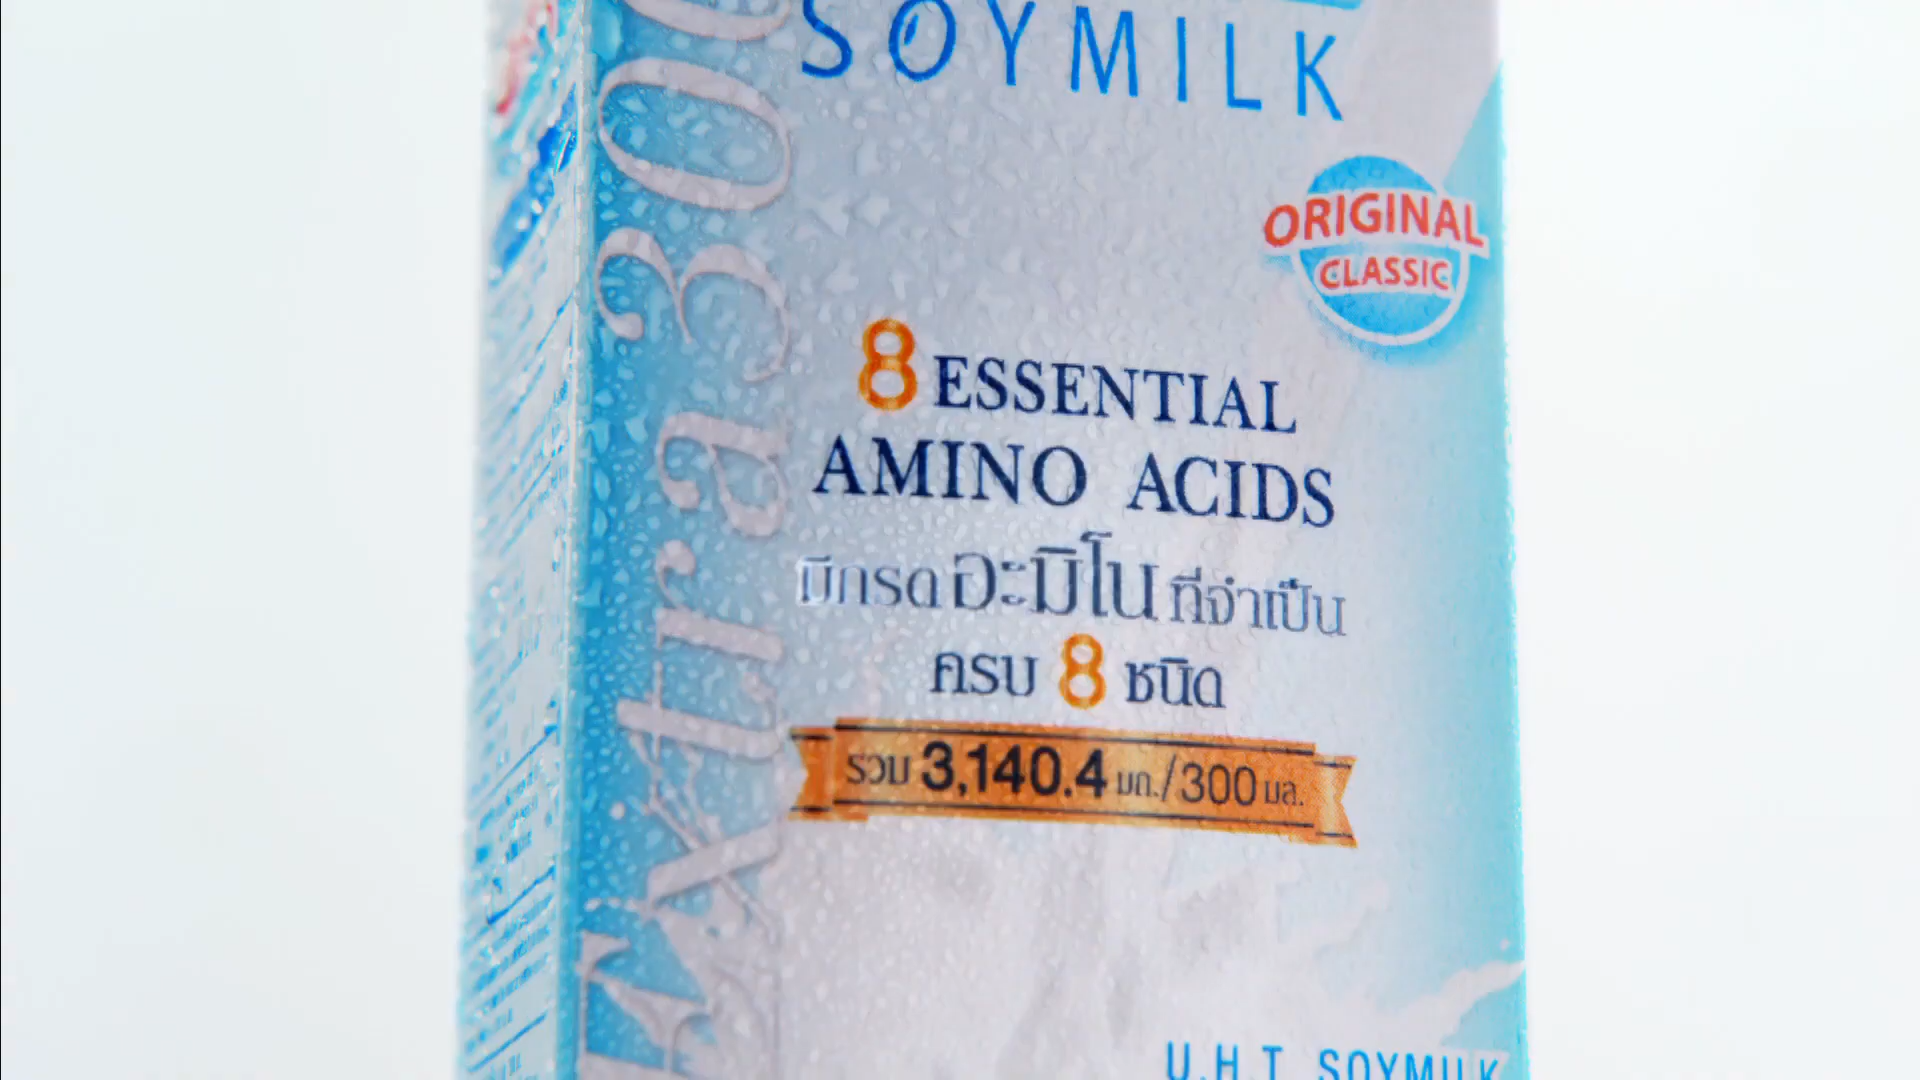 SOYMILK
ORIGINAL
CLASSIC
8 ESSENTIAL
AMINO ACIDS
มีกรดอะมิโนที่จำเป็น
ครบ 8 ชนิด
รวม 3,140.4 มก./300 มล.
Extra 300
U.H.T. SOYMILK